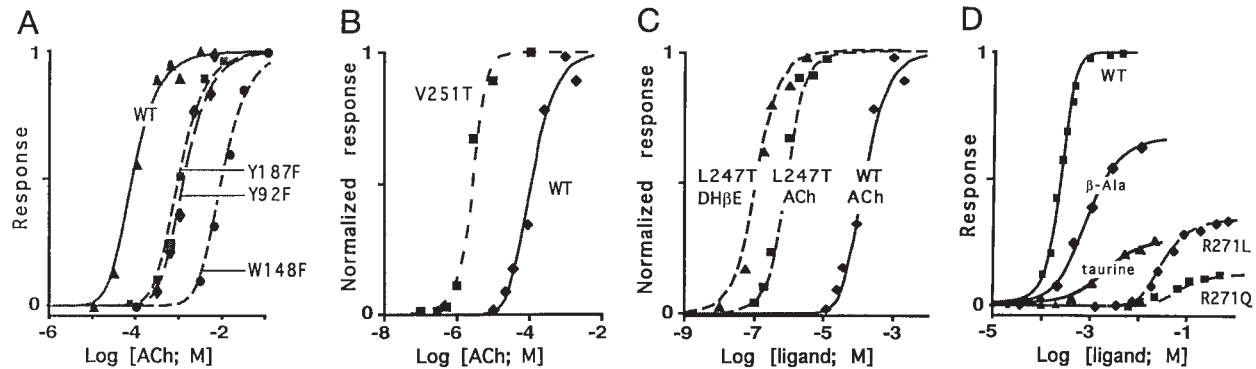 A
1
Response
0
WT
Y187F
Y92F
W148F
-6
-4
-2
Log [ACh; M]
B
1
Normalized response
0
V251T
WT
-8
-6
-4
-2
Log [ACh; M]
C
1
Normalized response
0
L247T
DHβE
L247T
ACh
WT
ACh
-9
-7
-5
-3
Log [ligand; M]
D
1
Response
0
WT
β-Ala
taurine
R271L
R271Q
-5
-3
-1
Log [ligand; M]